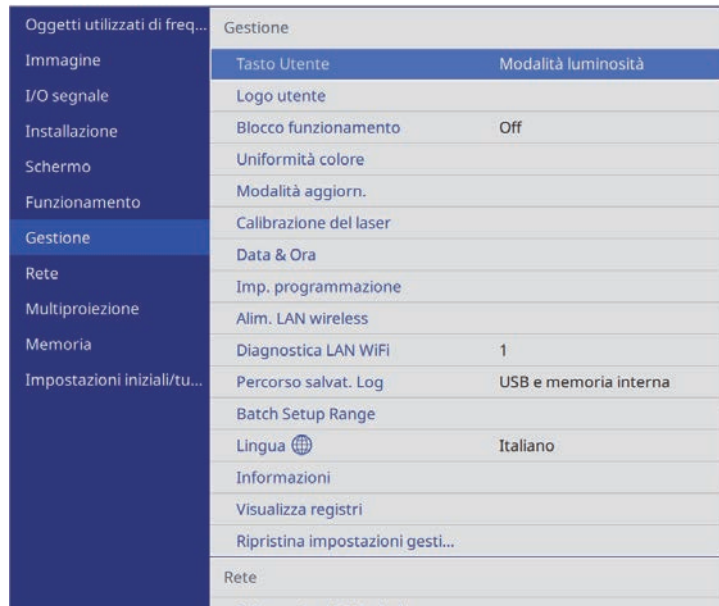 Oggetti utilizzati di freq...
Immagine
I/O segnale
Installazione
Schermo
Funzionamento
Gestione
Rete
Multiproiezione
Memoria
Impostazioni iniziali/tu...
Gestione
Tasto Utente Modalità luminosità
Logo utente
Blocco funzionamento Off
Uniformità colore
Modalità aggiorn.
Calibrazione del laser
Data & Ora
Imp. programmazione
Alim. LAN wireless
Diagnostica LAN WiFi 1
Percorso salvat. Log USB e memoria interna
Batch Setup Range
Lingua Italiano
Informazioni
Visualizza registri
Ripristina impostazioni gesti...
Rete